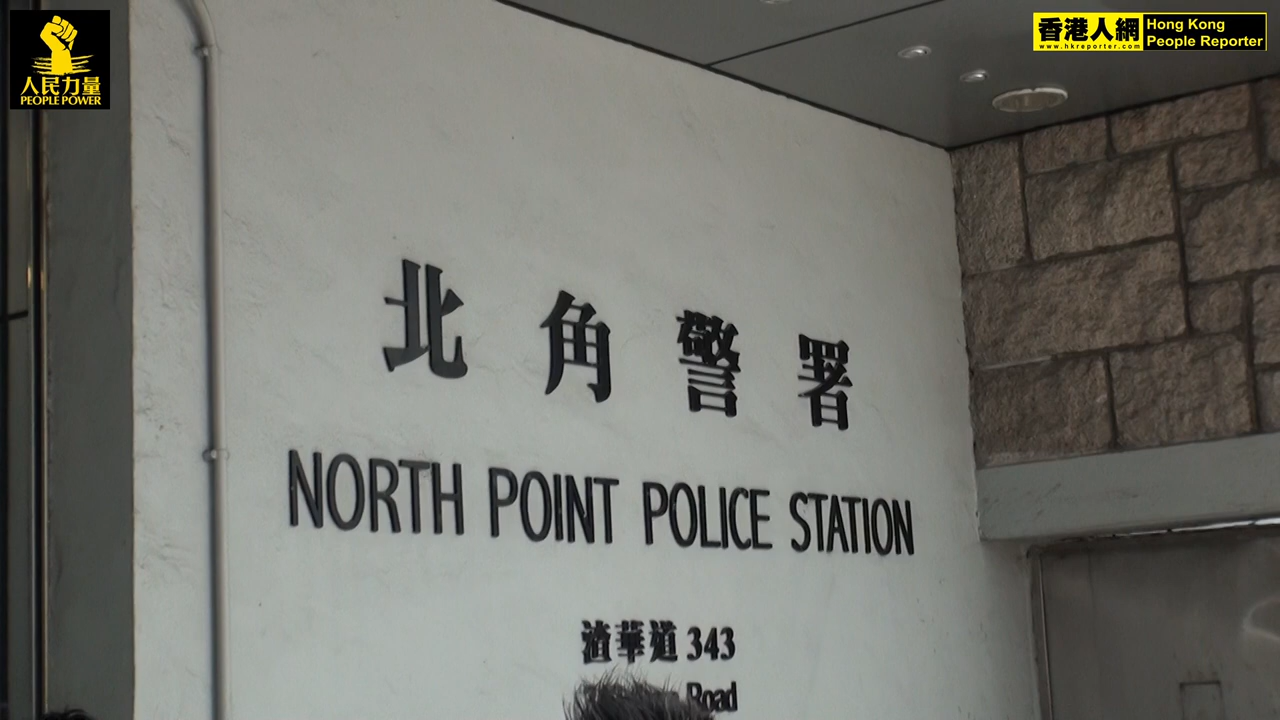 人民力量
PEOPLE POWER
香港人網
www.hkreporter.com
Hong Kong
People Reporter
北角警署
NORTH POINT POLICE STATION
渣華道 343
Road